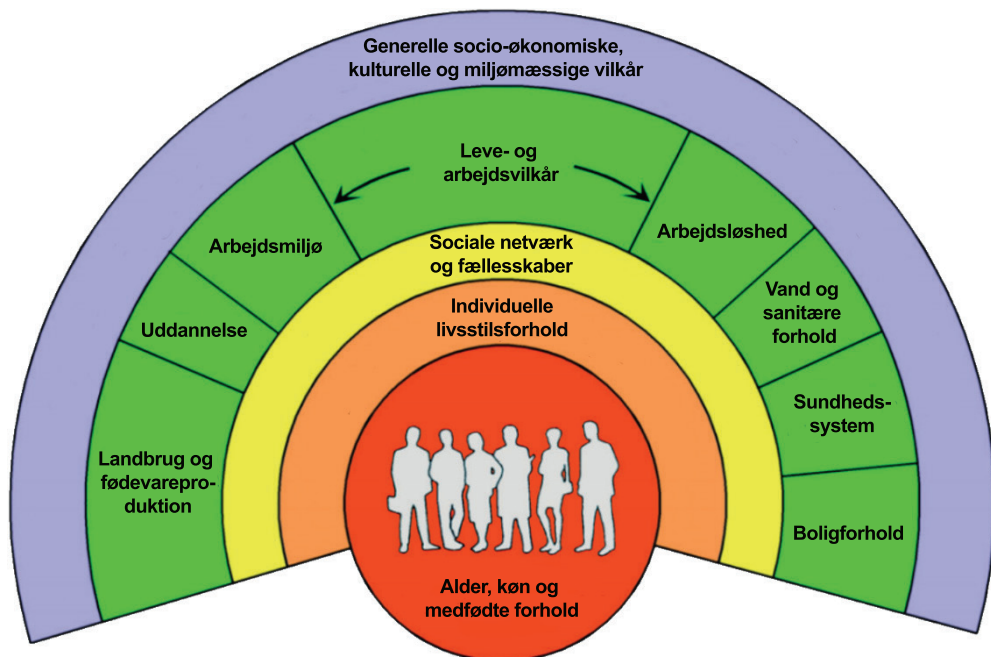 Generelle socio-økonomiske,
kulturelle og miljømæssige vilkår
Leve- og
arbejdsvilkår
Arbejdsmiljø
Arbejdsløshed
Sociale netværk
og fællesskaber
Vand og
sanitære
forhold
Uddannelse
Individuelle
livsstilsforhold
Sundheds-
system
Landbrug og
fødevarepro-
duktion
Boligforhold
Alder, køn og
medfødte forhold